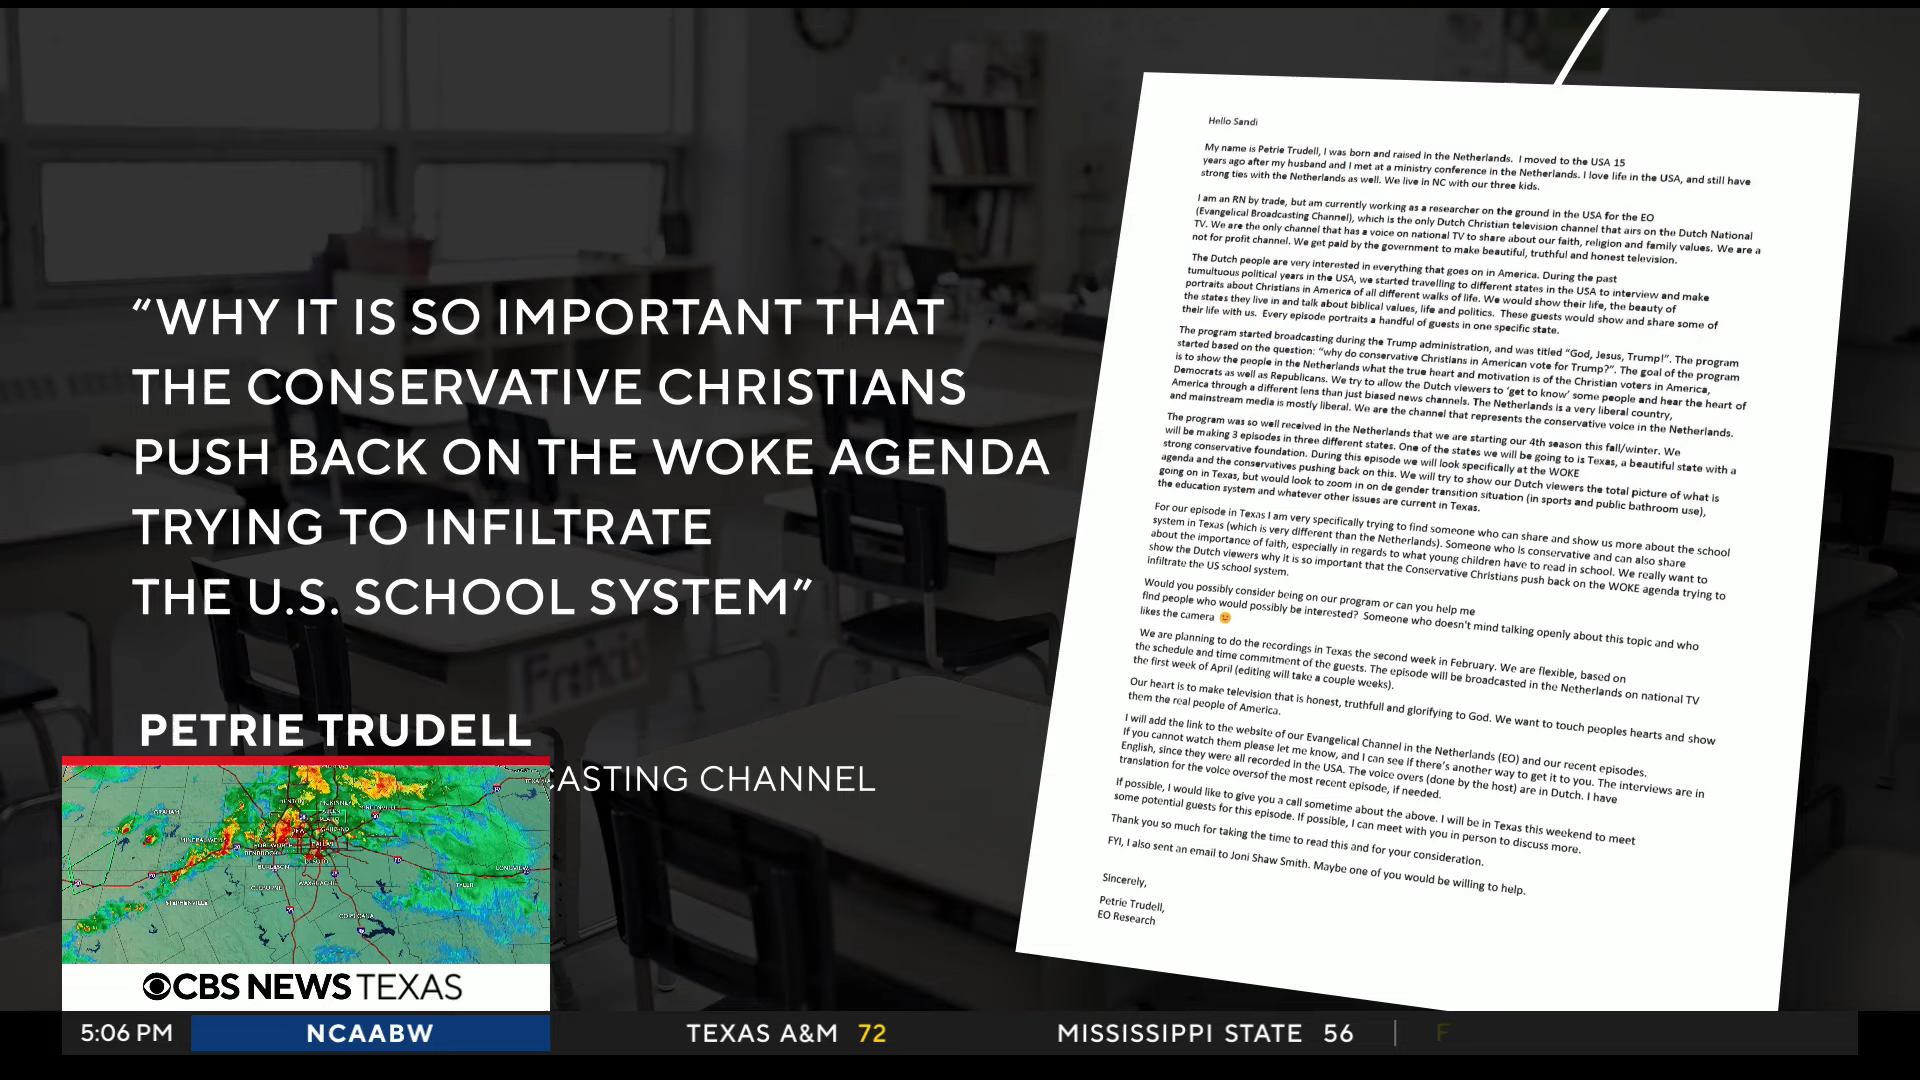 “WHY IT IS SO IMPORTANT THAT
THE CONSERVATIVE CHRISTIANS
PUSH BACK ON THE WOKE AGENDA
TRYING TO INFILTRATE
THE U.S. SCHOOL SYSTEM”
PETRIE TRUDELL
CASTING CHANNEL
Hello Sandi
My name is Petrie Trudell, I was born and raised in the Netherlands. I moved to the USA 15
years ago after my husband and I met at a ministry conference in the Netherlands. I love life in the USA, and still have
strong ties with the Netherlands as well. We live in NC with our three kids.
I am an RN by trade, but am currently working as a researcher on the ground in the USA for the EO
(Evangelical Broadcasting Channel), which is the only Dutch Christian television channel that airs on the Dutch National
TV. We are the only channel that has a voice on national TV to share about our faith, religion and family values. We are a
not for profit channel. We get paid by the government to make beautiful, truthful and honest television.
The Dutch people are very interested in everything that goes on in America. During the past
tumultuous political years in the USA, we started travelling to different states in the USA to interview and make
portraits about Christians in America of all different walks of life. We would show their life, the beauty of
the states they live in and talk about biblical values, life and politics. These guests would show and share some of
their life with us. Every episode portraits a handful of guests in one specific state.
The program started broadcasting during the Trump administration, and was titled “God, Jesus, Trump!”. The program
started based on the question: “why do conservative Christians in American vote for Trump?”. The goal of the program
is to show the people in the Netherlands what the true heart and motivation is of the Christian voters in America,
Democrats as well as Republicans. We try to allow the Dutch viewers to ‘get to know’ some people and hear the heart of
America through a different lens than just biased news channels. The Netherlands is a very liberal country,
and mainstream media is mostly liberal. We are the channel that represents the conservative voice in the Netherlands.
The program was so well received in the Netherlands that we are starting our 4th season this fall/winter. We
will be making 3 episodes in three different states. One of the states we will be going to is Texas, a beautiful state with a
strong conservative foundation. During this episode we will look specifically at the WOKE
agenda and the conservatives pushing back on this. We will try to show our Dutch viewers the total picture of what is
going on in Texas, but would look to zoom in on de gender transition situation (in sports and public bathroom use),
the education system and whatever other issues are current in Texas.
For our episode in Texas I am very specifically trying to find someone who can share and show us more about the school
system in Texas (which is very different than the Netherlands). Someone who is conservative and can also share
about the importance of faith, especially in regards to what young children have to read in school. We really want to
show the Dutch viewers why it is so important that the Conservative Christians push back on the WOKE agenda trying to
infiltrate the US school system.
Would you possibly consider being on our program or can you help me
find people who would possibly be interested? Someone who doesn't mind talking openly about this topic and who
likes the camera 🙂
We are planning to do the recordings in Texas the second week in February. We are flexible, based on
the schedule and time commitment of the guests. The episode will be broadcasted in the Netherlands on national TV
the first week of April (editing will take a couple weeks).
Our heart is to make television that is honest, truthfull and glorifying to God. We want to touch peoples hearts and show
them the real people of America.
I will add the link to the website of our Evangelical Channel in the Netherlands (EO) and our recent episodes.
If you cannot watch them please let me know, and I can see if there's another way to get it to you. The interviews are in
English, since they were all recorded in the USA. The voice overs (done by the host) are in Dutch. I have
translation for the voice oversof the most recent episode, if needed.
If possible, I would like to give you a call sometime about the above. I will be in Texas this weekend to meet
some potential guests for this episode. If possible, I can meet with you in person to discuss more.
Thank you so much for taking the time to read this and for your consideration.
FYI, I also sent an email to Joni Shaw Smith. Maybe one of you would be willing to help.
Sincerely,
Petrie Trudell,
EO Research
GRAHAM
DENTON
MCKINNEY
GREENVILLE
FORT WORTH
DALLAS
BURLESON
CLEBURNE
WAXAHACHIE
STEPHENVILLE
CORSICANA
TYLER
LONGVIEW
CBS NEWS TEXAS
5:06 PM NCAABW TEXAS A&M 72 MISSISSIPPI STATE 56 F